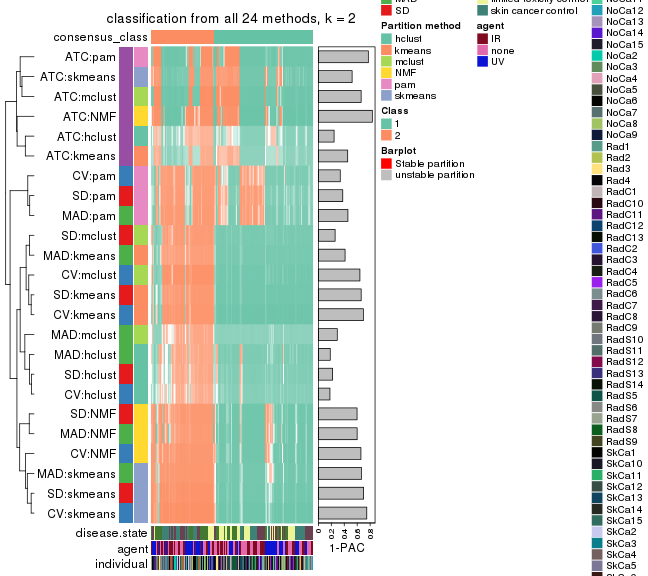 classification from all 24 methods, k = 2
consensus_class
ATC:pam
ATC:skmeans
ATC:mclust
ATC:NMF
ATC:hclust
ATC:kmeans
CV:pam
SD:pam
MAD:pam
SD:mclust
MAD:kmeans
CV:mclust
SD:kmeans
CV:kmeans
MAD:mclust
MAD:hclust
SD:hclust
CV:hclust
SD:NMF
MAD:NMF
CV:NMF
MAD:skmeans
SD:skmeans
CV:skmeans
disease.state
agent
individual
0
0.2
0.4
0.6
0.8
1-PAC
SD
Partition method
hclust
kmeans
mclust
NMF
pam
skmeans
Class
1
2
Barplot
Stable partition
unstable partition
skin cancer control
agent
IR
none
UV
NoCa12
NoCa13
NoCa14
NoCa15
NoCa2
NoCa3
NoCa4
NoCa5
NoCa6
NoCa7
NoCa8
NoCa9
Rad1
Rad2
Rad3
Rad4
RadC1
RadC10
RadC11
RadC12
RadC13
RadC2
RadC3
RadC4
RadC5
RadC6
RadC7
RadC8
RadC9
RadS10
RadS11
RadS12
RadS13
RadS14
RadS5
RadS6
RadS7
RadS8
RadS9
SkCa1
SkCa10
SkCa11
SkCa12
SkCa13
SkCa14
SkCa15
SkCa2
SkCa3
SkCa4
SkCa5